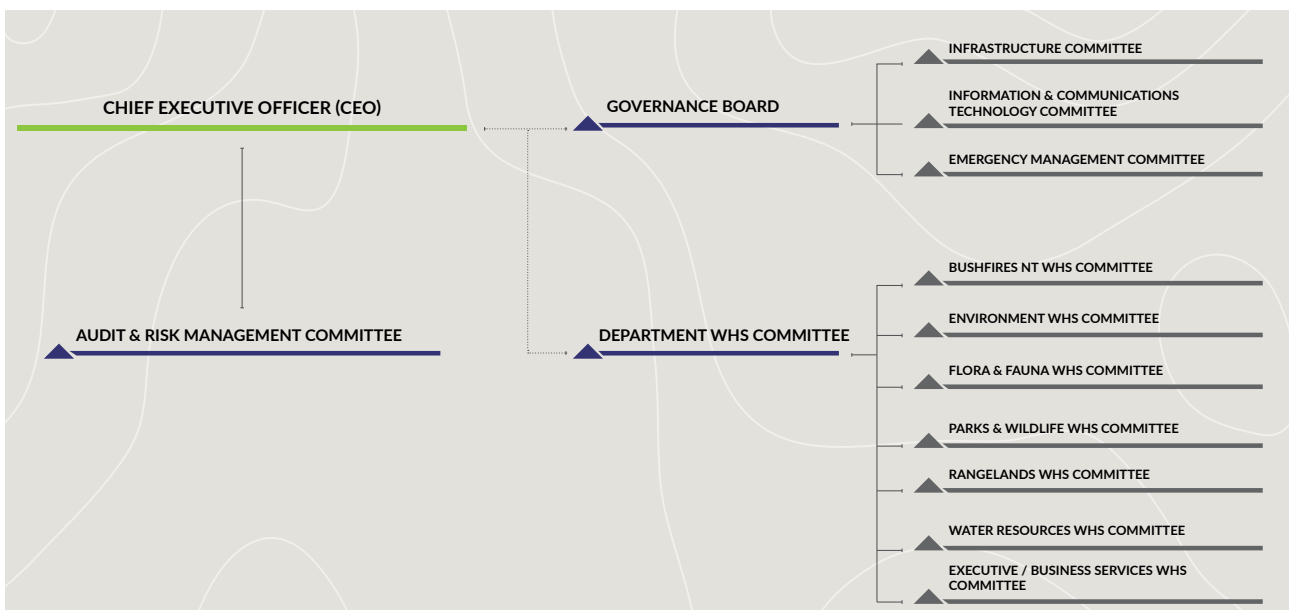 CHIEF EXECUTIVE OFFICER (CEO)
AUDIT & RISK MANAGEMENT COMMITTEE
GOVERNANCE BOARD
INFRASTRUCTURE COMMITTEE
INFORMATION & COMMUNICATIONS
TECHNOLOGY COMMITTEE
EMERGENCY MANAGEMENT COMMITTEE
DEPARTMENT WHS COMMITTEE
BUSHFIRES NT WHS COMMITTEE
ENVIRONMENT WHS COMMITTEE
FLORA & FAUNA WHS COMMITTEE
PARKS & WILDLIFE WHS COMMITTEE
RANGELANDS WHS COMMITTEE
WATER RESOURCES WHS COMMITTEE
EXECUTIVE / BUSINESS SERVICES WHS
COMMITTEE